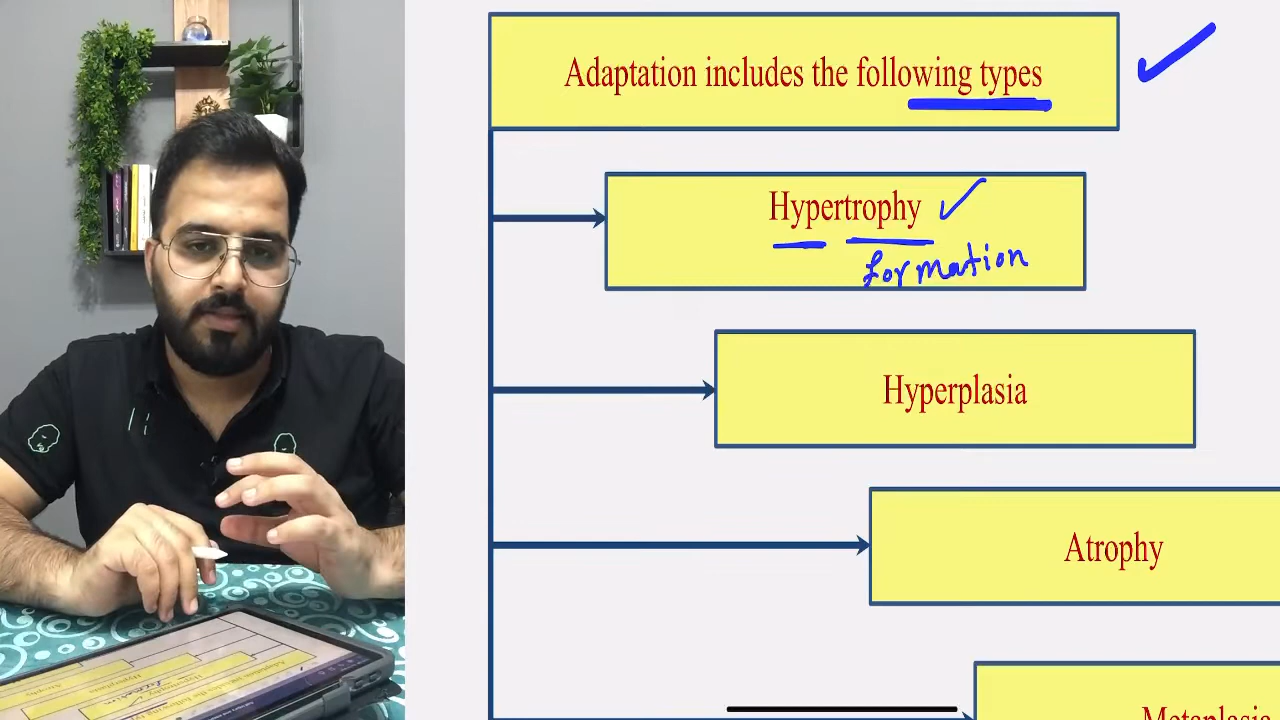 Adaptation includes the following types
Hypertrophy
formation
Hyperplasia
Atrophy
Metaplasia